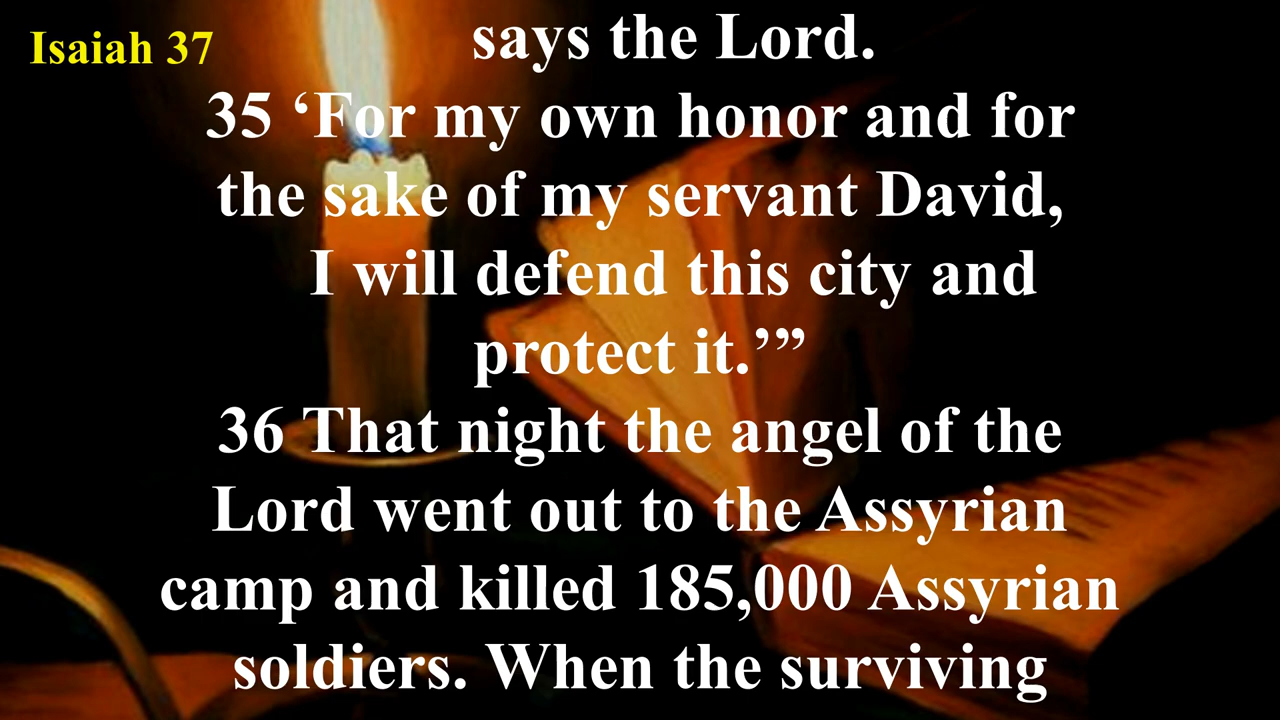 Isaiah 37
says the Lord.
35 ‘For my own honor and for
the sake of my servant David,
I will defend this city and
protect it.’”
36 That night the angel of the
Lord went out to the Assyrian
camp and killed 185,000 Assyrian
soldiers. When the surviving